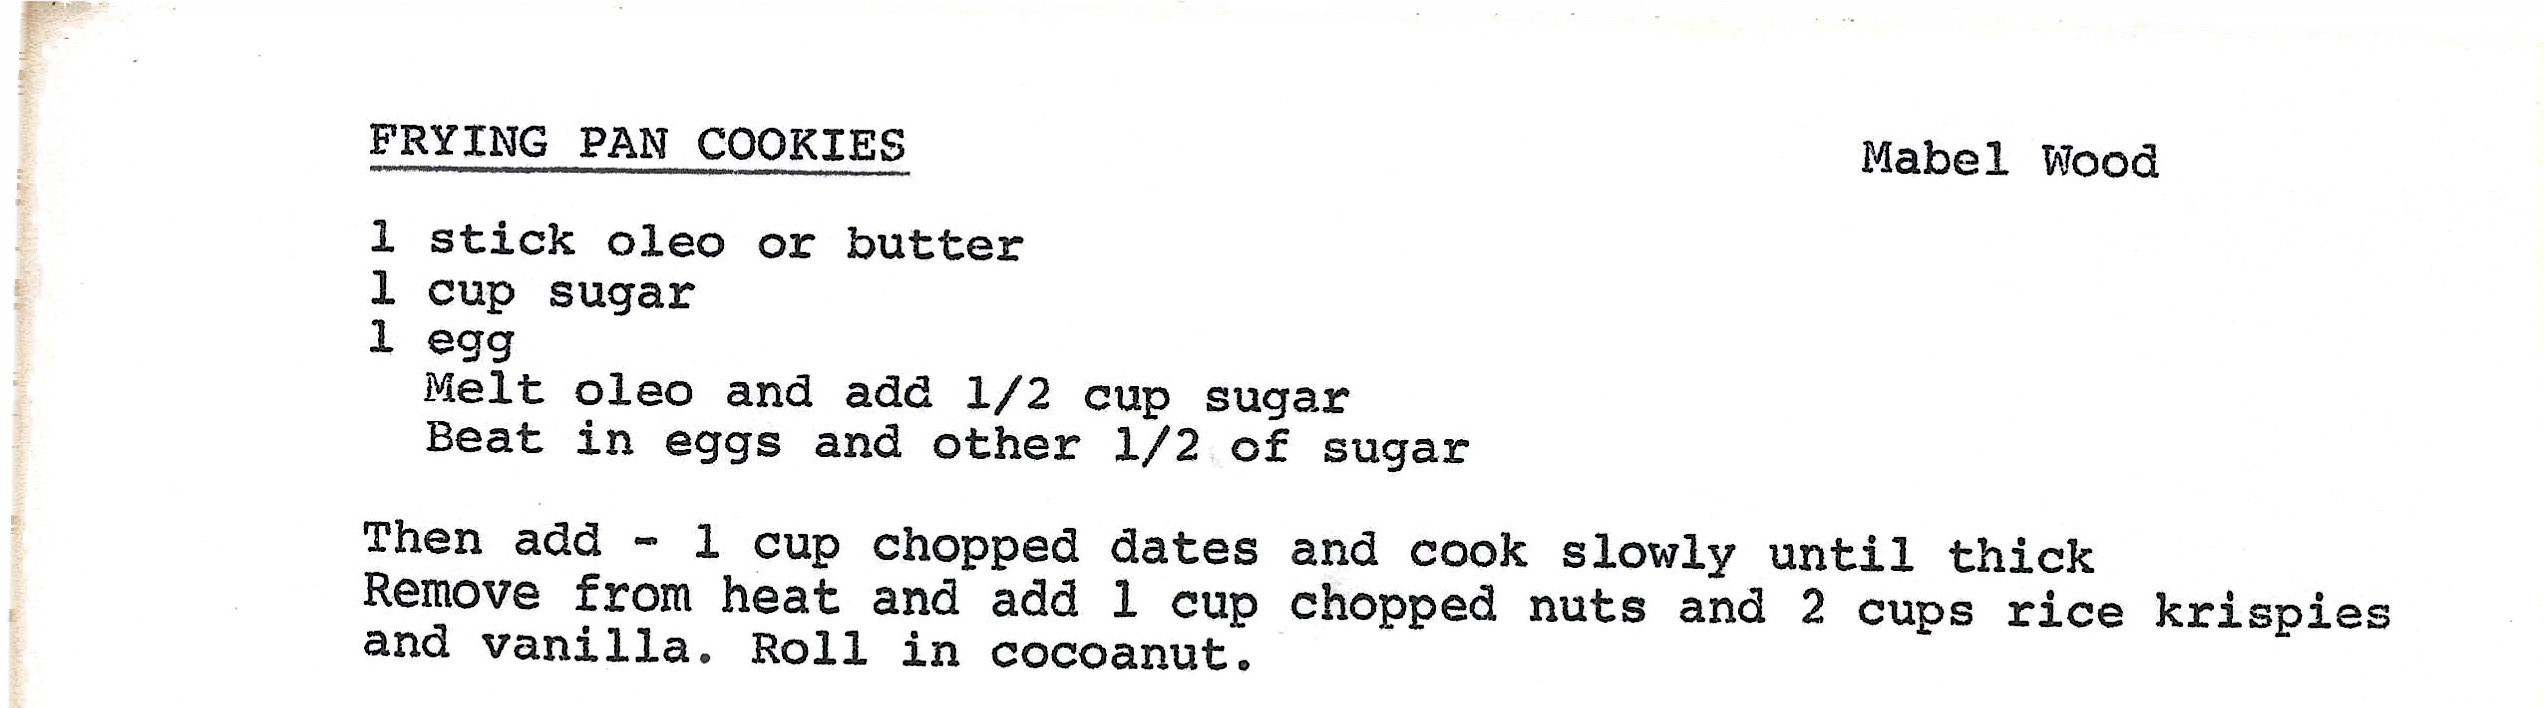 FRYING PAN COOKIES
Mabel Wood
1 stick oleo or butter
1 cup sugar
1 egg
Melt oleo and add 1/2 cup sugar
Beat in eggs and other 1/2 of sugar
Then add - 1 cup chopped dates and cook slowly until thick
Remove from heat and add 1 cup chopped nuts and 2 cups rice krispies
and vanilla. Roll in cocoanut.